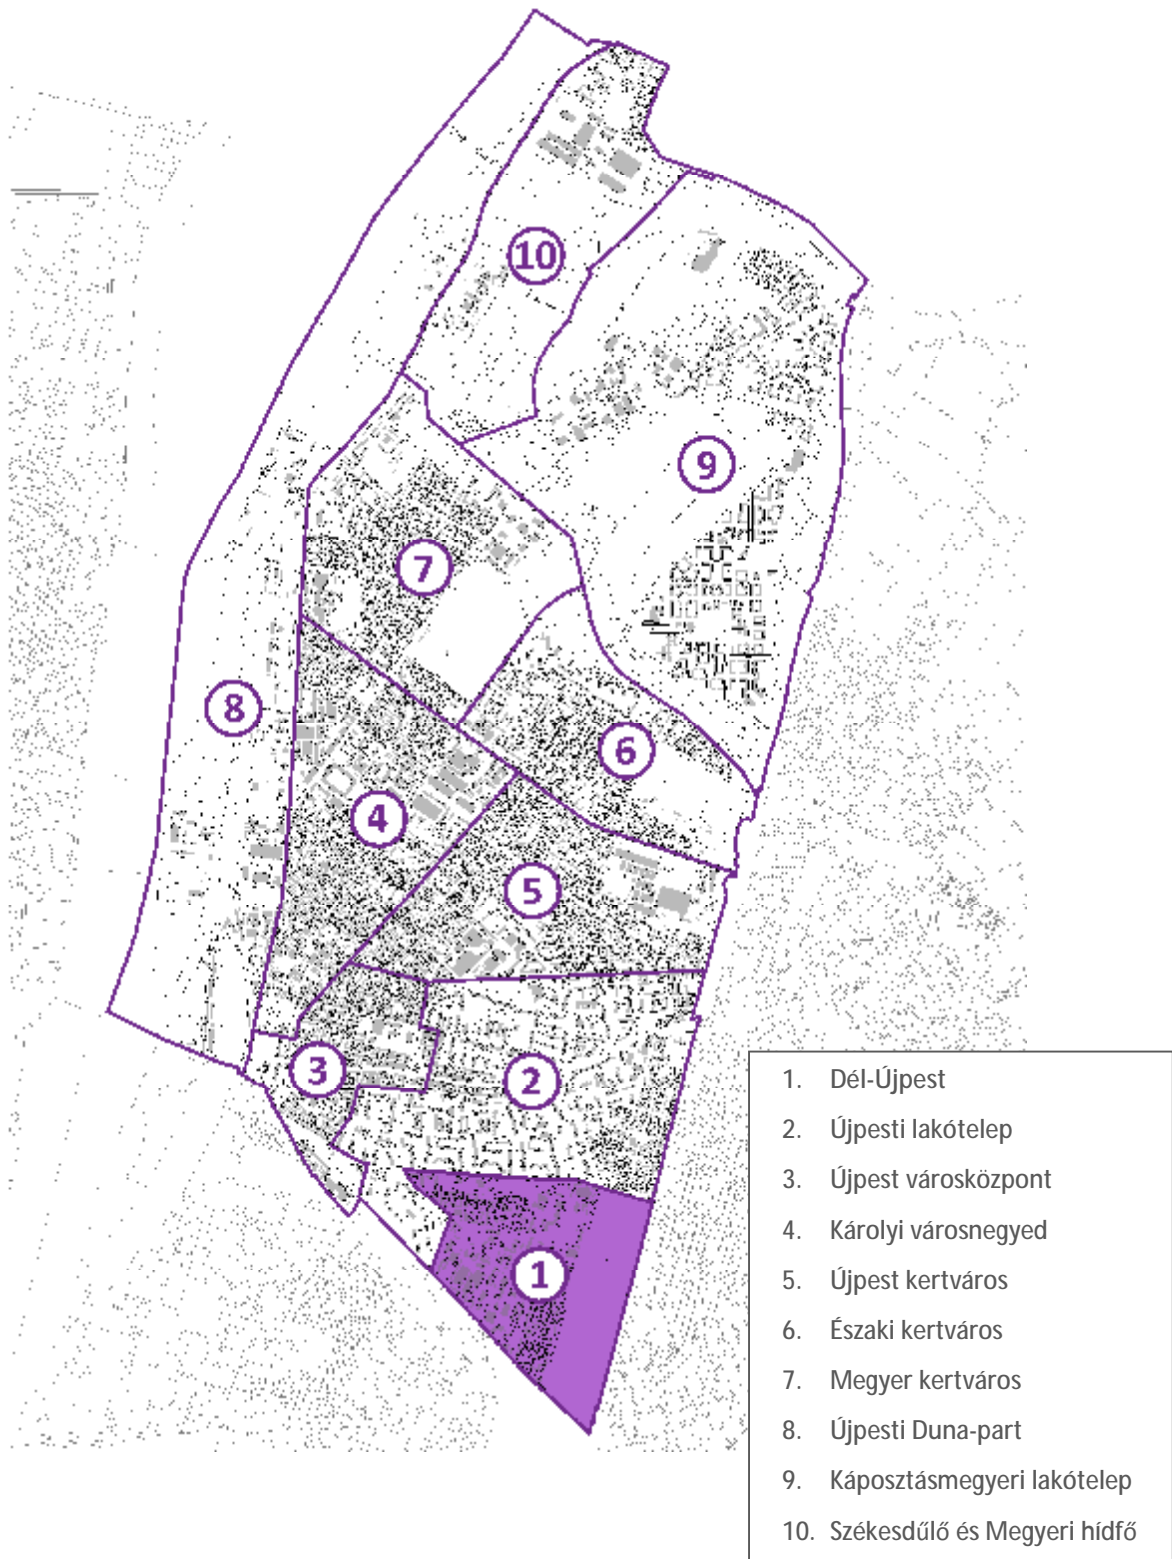 10
9
7
8
6
4
5
3
2
1
1. Dél-Újpest
2. Újpesti lakótelep
3. Újpest városközpont
4. Károlyi városnegyed
5. Újpest kertváros
6. Északi kertváros
7. Megyer kertváros
8. Újpesti Duna-part
9. Káposztásmegyeri lakótelep
10. Székesdűlő és Megyeri hídfő